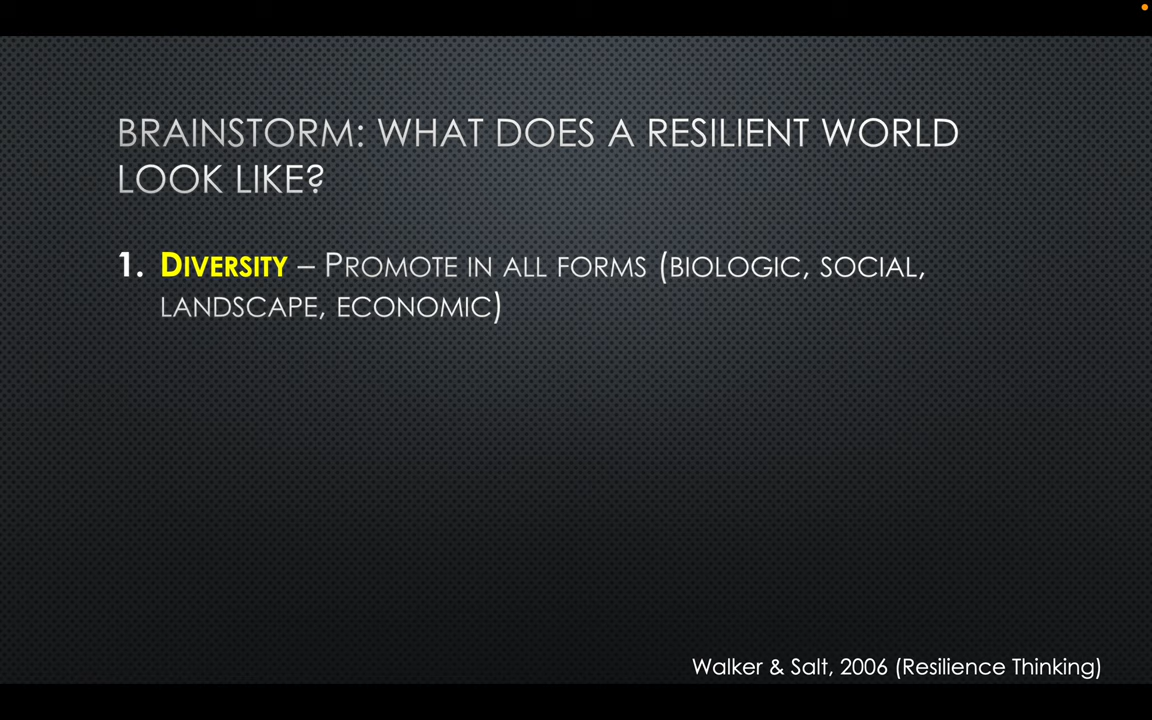 BRAINSTORM: WHAT DOES A RESILIENT WORLD
LOOK LIKE?
1. DIVERSITY – PROMOTE IN ALL FORMS (BIOLOGIC, SOCIAL,
LANDSCAPE, ECONOMIC)
Walker & Salt, 2006 (Resilience Thinking)